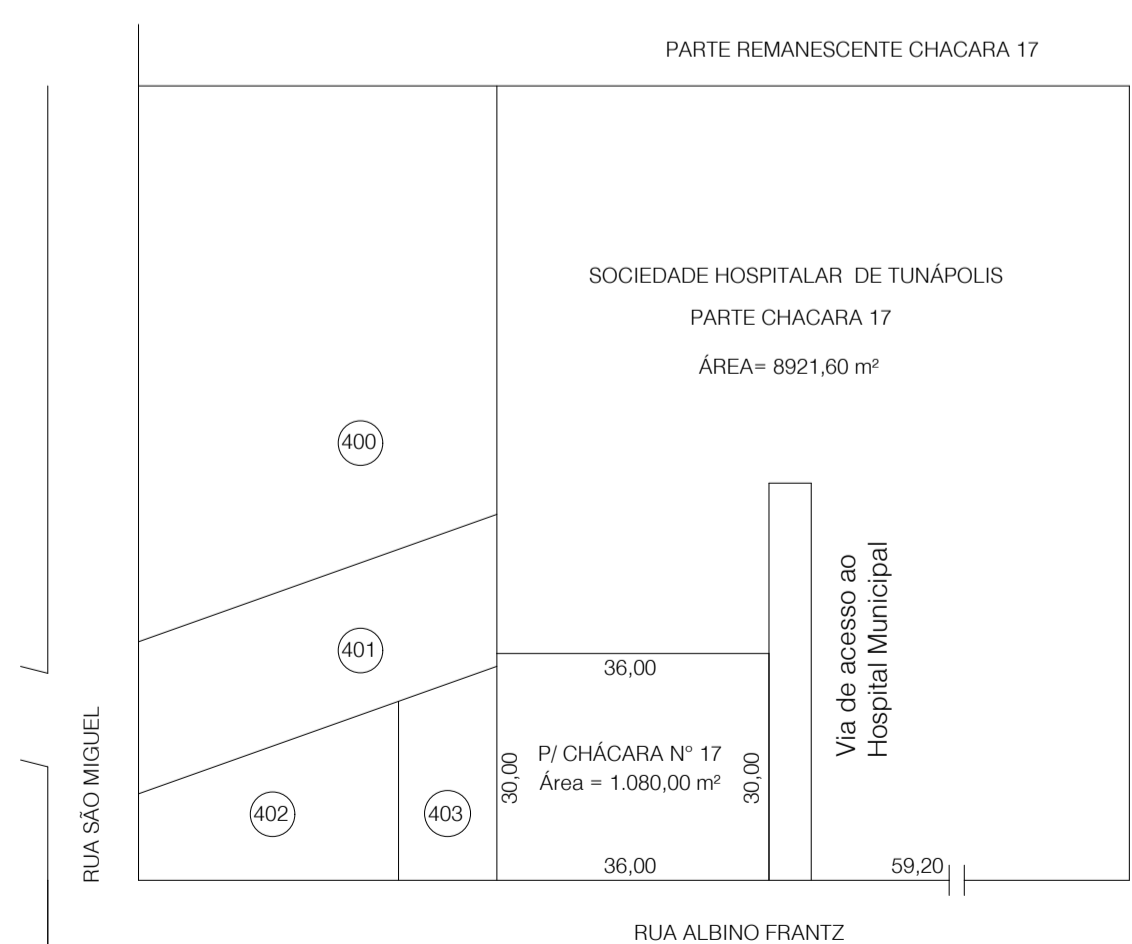 PARTE REMANESCENTE CHACARA 17
SOCIEDADE HOSPITALAR DE TUNÁPOLIS
PARTE CHACARA 17
ÁREA= 8921,60 m²
400
401
402
403
RUA SÃO MIGUEL
36,00
30,00
P/ CHÁCARA N° 17
Área = 1.080,00 m²
30,00
36,00
Via de acesso ao
Hospital Municipal
59,20
RUA ALBINO FRANTZ